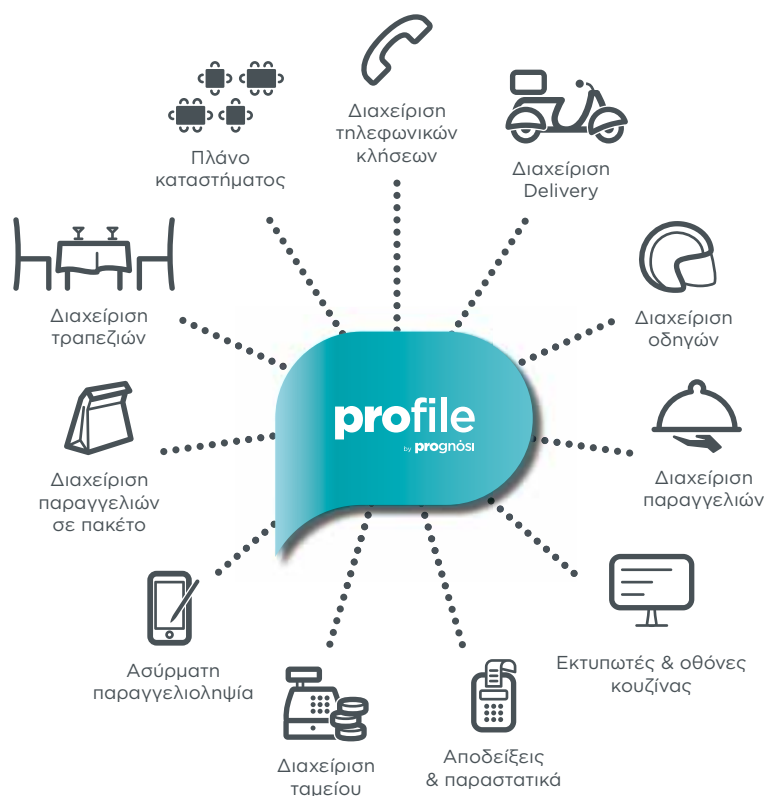 Διαχείριση
τηλεφωνικών
κλήσεων
Πλάνο
καταστήματος
Διαχείριση
Delivery
Διαχείριση
τραπεζιών
Διαχείριση
οδηγών
profile
by prognósi
Διαχείριση
παραγγελιών
σε πακέτο
Διαχείριση
παραγγελιών
Ασύρματη
παραγγελιοληψία
Εκτυπωτές & οθόνες
κουζίνας
Διαχείριση
ταμείου
Αποδείξεις
& παραστατικά